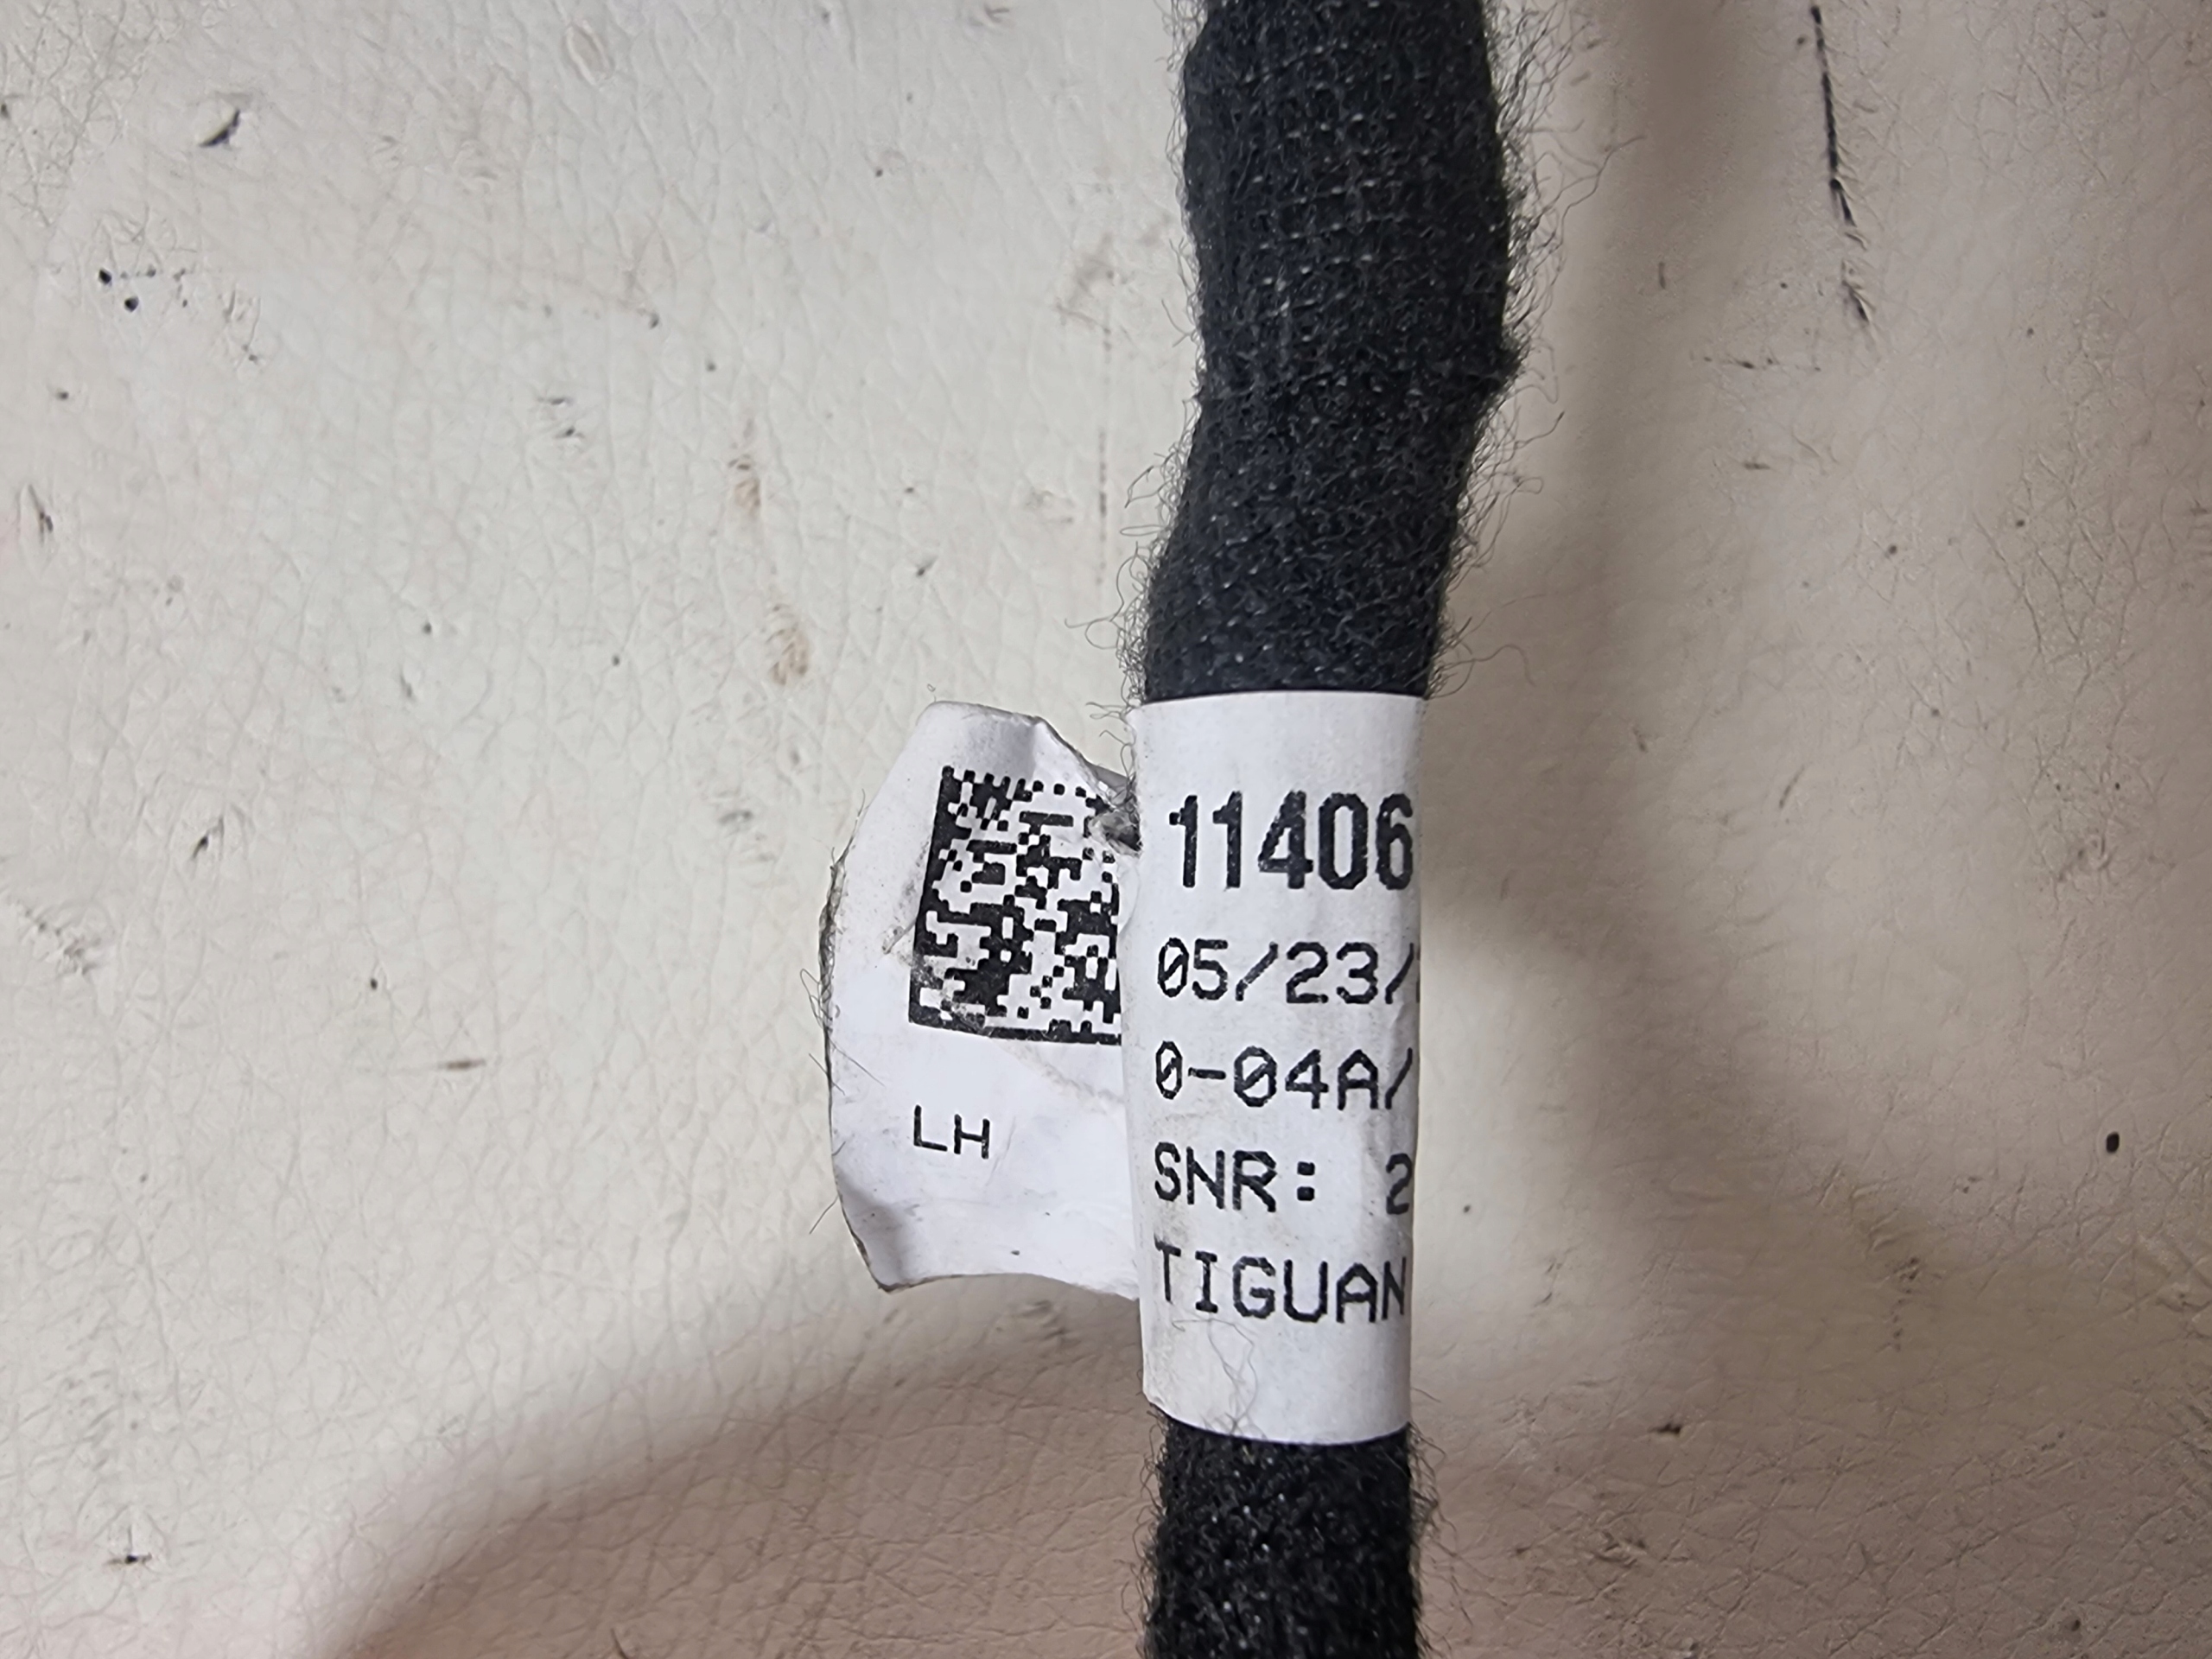 11406
05/23/
0-04A/
SNR: 2
TIGUAN
LH